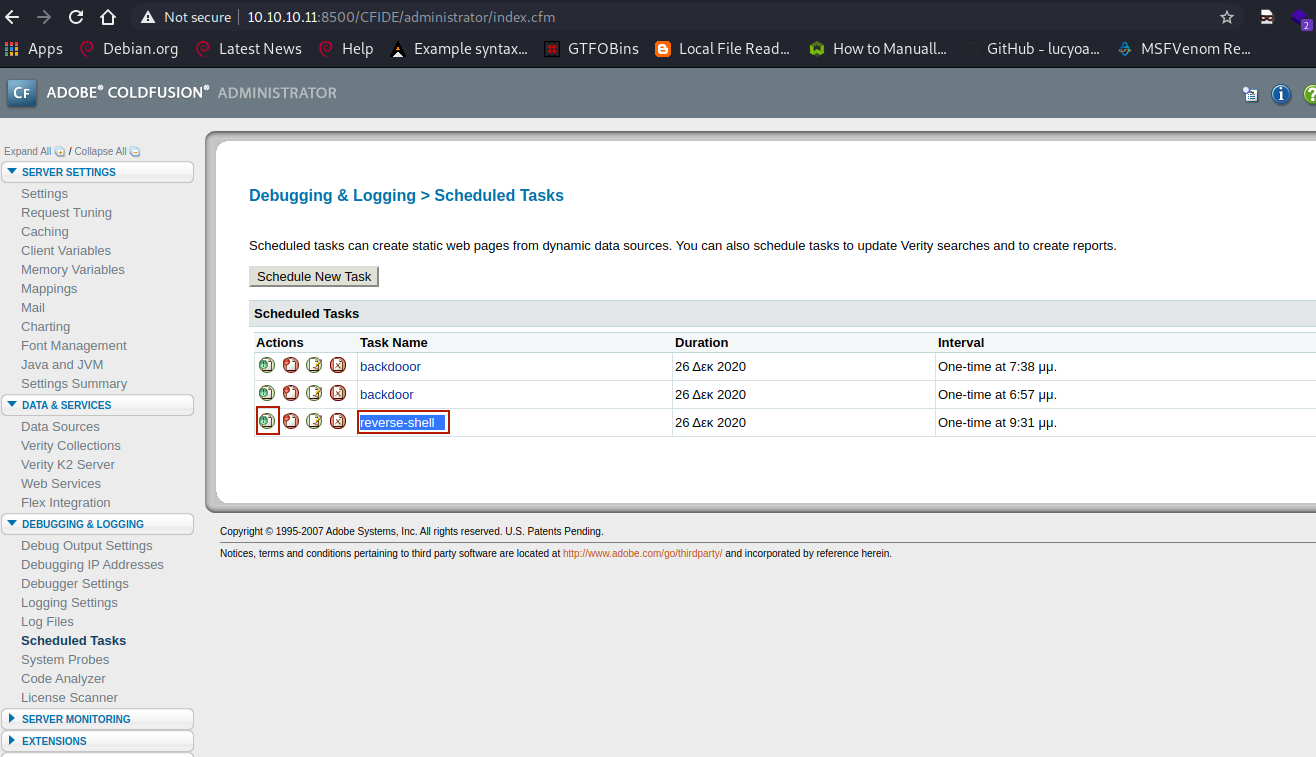 Not secure | 10.10.10.11:8500/CFIDE/administrator/index.cfm
2
Apps Debian.org Latest News Help Example syntax... GTFOBins Local File Read... How to Manuall... GitHub - lucyoa... MSFVenom Re...
CF ADOBE® COLDFUSION® ADMINISTRATOR
Expand All / Collapse All
SERVER SETTINGS
Settings
Request Tuning
Caching
Client Variables
Memory Variables
Mappings
Mail
Charting
Font Management
Java and JVM
Settings Summary
DATA & SERVICES
Data Sources
Verity Collections
Verity K2 Server
Web Services
Flex Integration
DEBUGGING & LOGGING
Debug Output Settings
Debugging IP Addresses
Debugger Settings
Logging Settings
Log Files
Scheduled Tasks
System Probes
Code Analyzer
License Scanner
SERVER MONITORING
EXTENSIONS
Debugging & Logging > Scheduled Tasks
Scheduled tasks can create static web pages from dynamic data sources. You can also schedule tasks to update Verity searches and to create reports.
Schedule New Task
Scheduled Tasks
Actions Task Name Duration Interval
backdooor 26 Δεκ 2020 One-time at 7:38 μμ.
backdoor 26 Δεκ 2020 One-time at 6:57 μμ.
reverse-shell 26 Δεκ 2020 One-time at 9:31 μμ.
Copyright © 1995-2007 Adobe Systems, Inc. All rights reserved. U.S. Patents Pending.
Notices, terms and conditions pertaining to third party software are located at http://www.adobe.com/go/thirdparty/ and incorporated by reference herein.